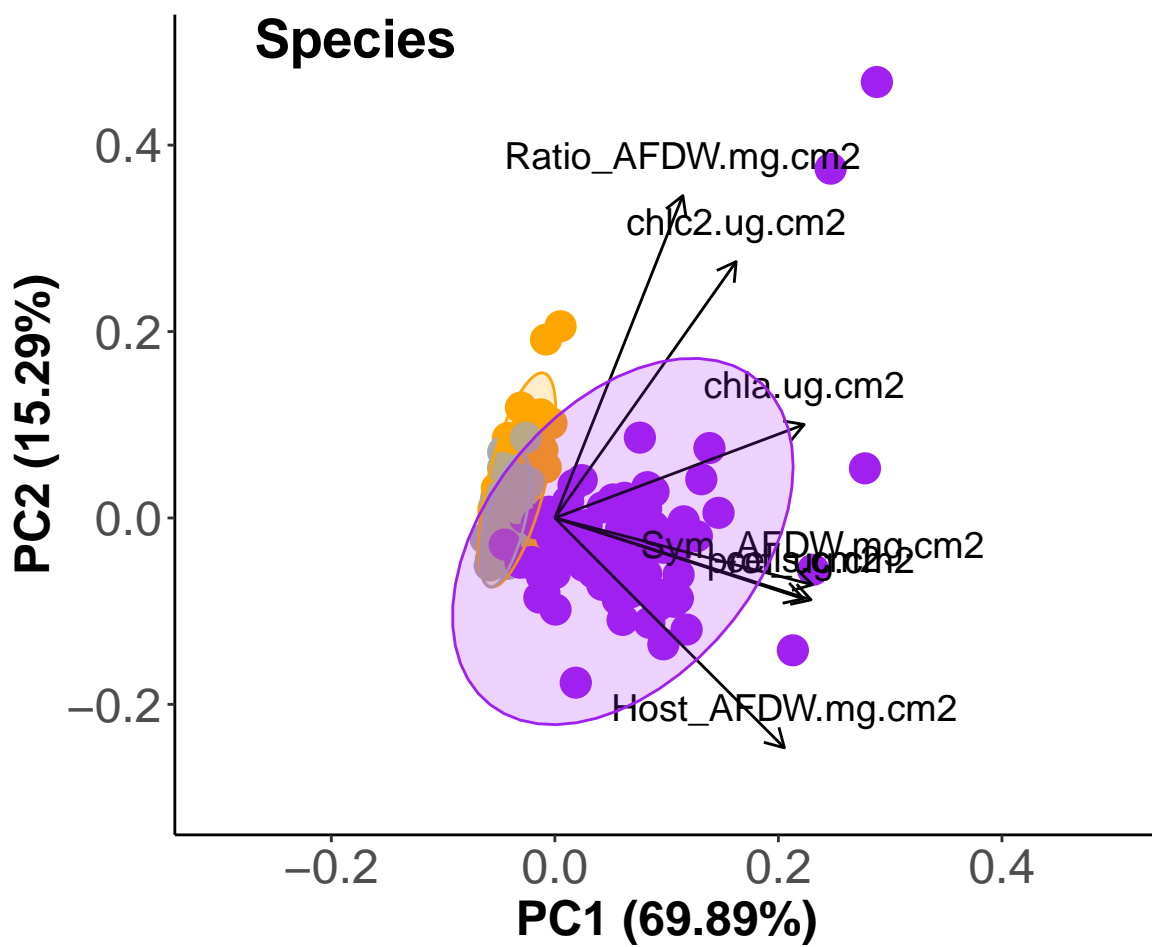 Species
0.4
Ratio_AFDW.mg.cm2
chlc2.ug.cm2
0.2
chla.ug.cm2
PC2 (15.29%)
0.0
Sym_AFDW.mg.cm2
−0.2
Host_AFDW.mg.cm2
−0.2 0.0 0.2 0.4
PC1 (69.89%)